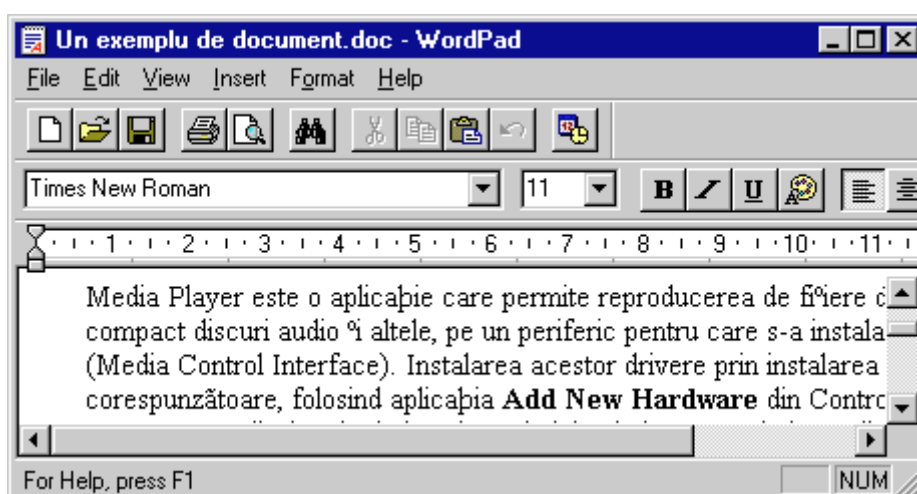 Un exemplu de document.doc - WordPad
File Edit View Insert Format Help
Times New Roman 11 B I U
1 2 3 4 5 6 7 8 9 10 11
Media Player este o aplicaþie care permite reproducerea de fiºiere
compact discuri audio ºi altele, pe un periferic pentru care s-a instala
(Media Control Interface). Instalarea acestor drivere prin instalarea
corespunzãtoare, folosind aplicaþia Add New Hardware din Contro
For Help, press F1 NUM